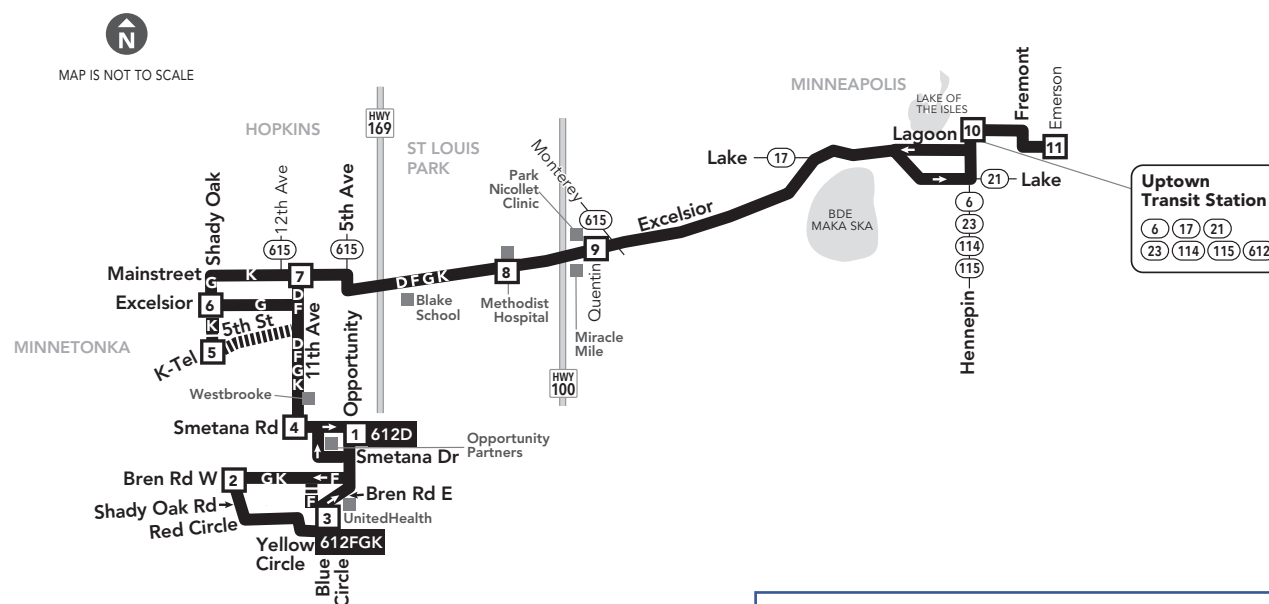 N
MAP IS NOT TO SCALE
MINNEAPOLIS
LAKE OF
THE ISLES
Fremont
Emerson
HOPKINS
HWY
169
ST LOUIS
PARK
Monterey
Lagoon
10
11
Lake
17
21
Lake
Uptown
Transit Station
6 17 21
23 114 115 612
Park
Nicollet
Clinic
615
Excelsior
BDE
MAKA SKA
6
23
114
115
Hennepin
Shady Oak
12th Ave
5th Ave
615
615
Mainstreet
G
K
7
9
DFGK
8
Quentin
Excelsior
6
G
D
F
Blake
School
Methodist
Hospital
Miracle
Mile
MINNETONKA
K
5th St
K-Tel
5
D
F
G
K
11th Ave
Opportunity
HWY
100
Westbrooke
Smetana Rd
4
1
612D
Opportunity
Partners
Smetana Dr
Bren Rd W
2
GK
F
F
Bren Rd E
Shady Oak Rd
Red Circle
3
UnitedHealth
Yellow
Circle
612FGK
Blue
Circle